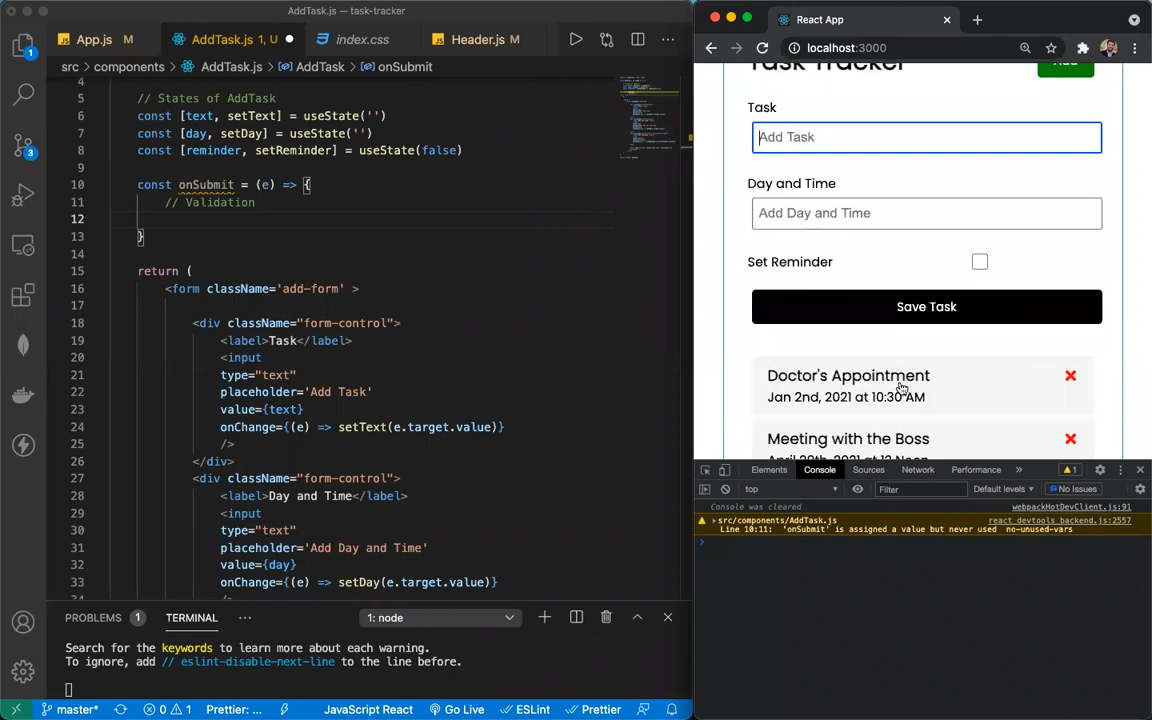 AddTask.js — task-tracker
App.js M
AddTask.js 1, U
index.css
Header.js M
src > components > AddTask.js > AddTask > onSubmit
4
5 // States of AddTask
6 const [text, setText] = useState('')
7 const [day, setDay] = useState('')
8 const [reminder, setReminder] = useState(false)
9
10 const onSubmit = (e) => {
11 // Validation
12
13 }
14
15 return (
16 <form className='add-form' >
17
18 <div className="form-control">
19 <label>Task</label>
20 <input
21 type="text"
22 placeholder='Add Task'
23 value={text}
24 onChange={(e) => setText(e.target.value)}
25 />
26 </div>
27 <div className="form-control">
28 <label>Day and Time</label>
29 <input
30 type="text"
31 placeholder='Add Day and Time'
32 value={day}
33 onChange={(e) => setDay(e.target.value)}
1
3
PROBLEMS 1 TERMINAL ...
1: node
Search for the keywords to learn more about each warning.
To ignore, add // eslint-disable-next-line to the line before.
master* 0 1 Prettier: ... JavaScript React Go Live ESLint Prettier
React App
localhost:3000
Task Tracker
Add
Task
Add Task
Day and Time
Add Day and Time
Set Reminder
Save Task
Doctor's Appointment
Jan 2nd, 2021 at 10:30 AM
Meeting with the Boss
Elements Console Sources Network Performance » 1
top Filter Default levels No Issues
Console was cleared webpackHotDevClient.js:91
src/components/AddTask.js react_devtools_backend.js:2557
Line 10:11: 'onSubmit' is assigned a value but never used no-unused-vars